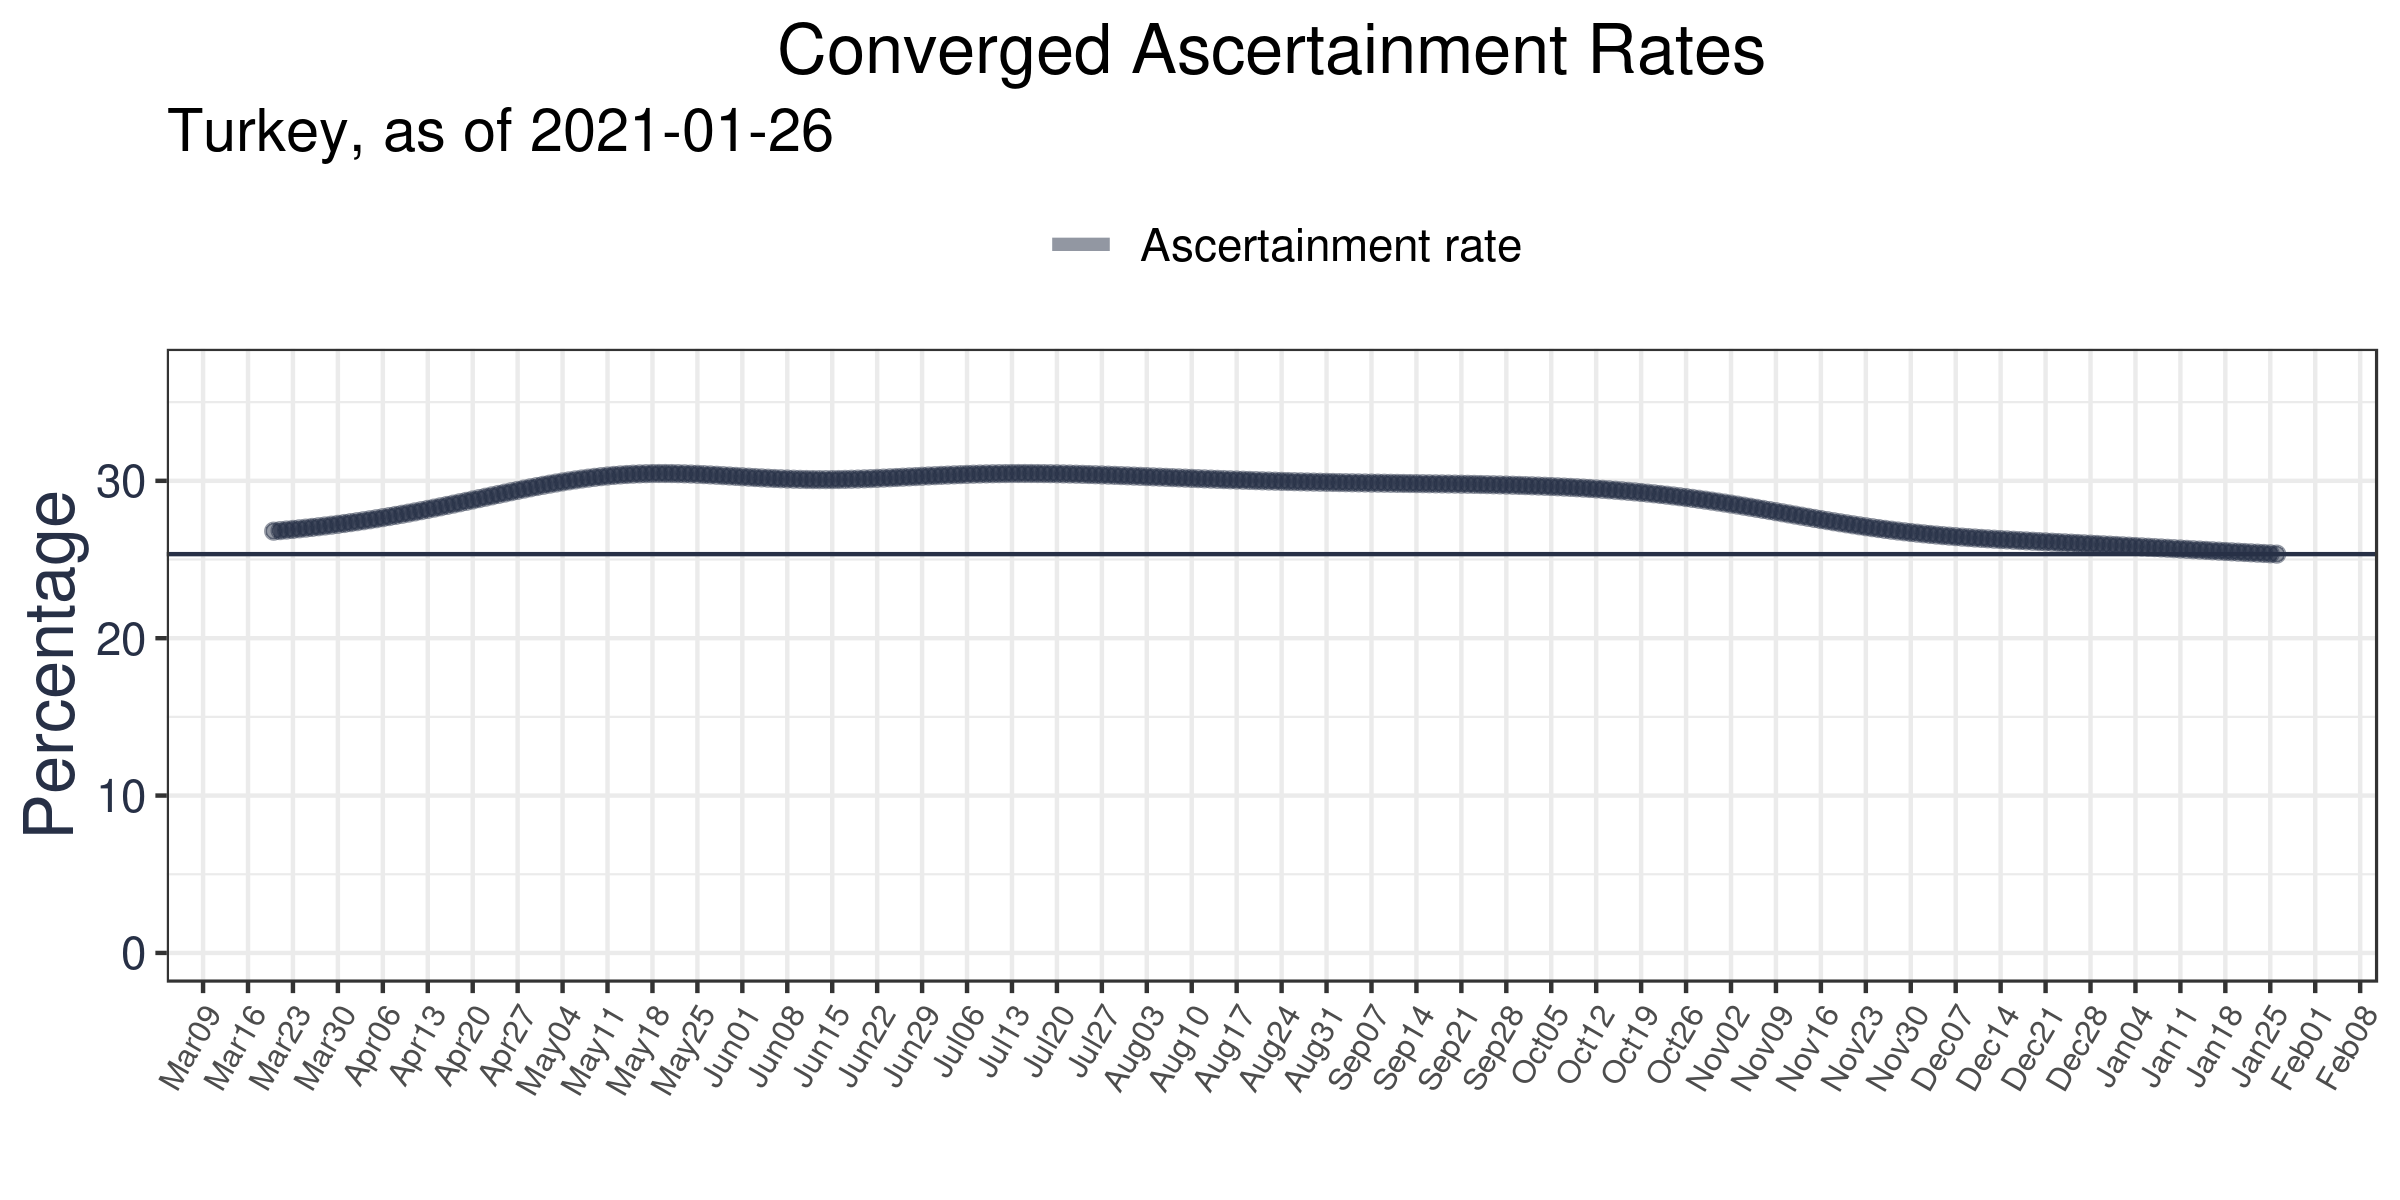 Converged Ascertainment Rates
Turkey, as of 2021-01-26
Ascertainment rate
Percentage
30
20
10
0
Mar09 Mar16 Mar23 Mar30 Apr06 Apr13 Apr20 Apr27 May04 May11 May18 May25 Jun01 Jun08 Jun15 Jun22 Jun29 Jul06 Jul13 Jul20 Jul27 Aug03 Aug10 Aug17 Aug24 Aug31 Sep07 Sep14 Sep21 Sep28 Oct05 Oct12 Oct19 Oct26 Nov02 Nov09 Nov16 Nov23 Nov30 Dec07 Dec14 Dec21 Dec28 Jan04 Jan11 Jan18 Jan25 Feb01 Feb08